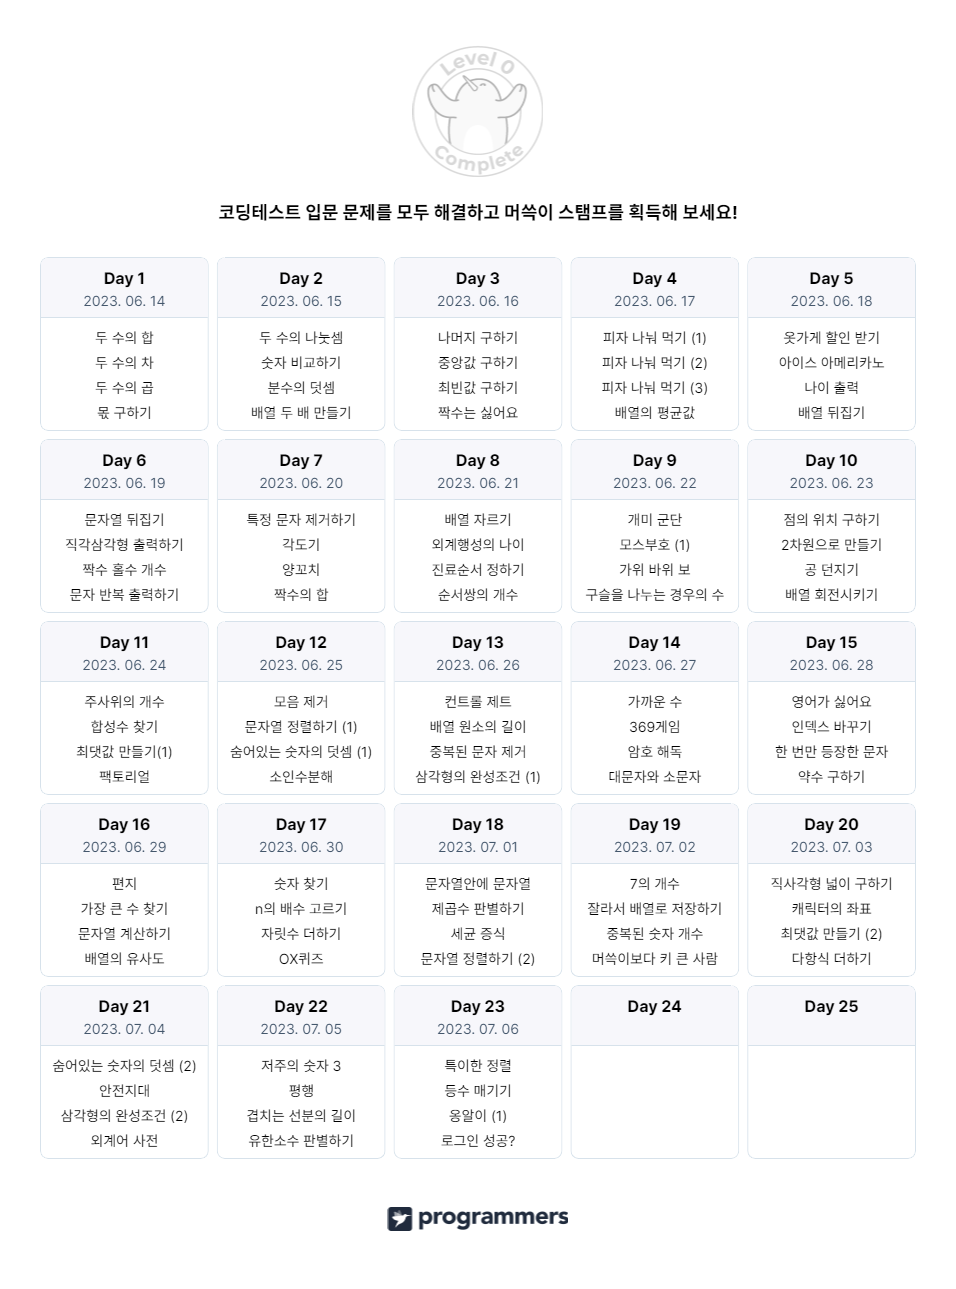 Level 0
Complete
코딩테스트 입문 문제를 모두 해결하고 머쓱이 스탬프를 획득해 보세요!
Day 1
2023. 06. 14
두 수의 합
두 수의 차
두 수의 곱
몫 구하기
Day 2
2023. 06. 15
두 수의 나눗셈
숫자 비교하기
분수의 덧셈
배열 두 배 만들기
Day 3
2023. 06. 16
나머지 구하기
중앙값 구하기
최빈값 구하기
짝수는 싫어요
Day 4
2023. 06. 17
피자 나눠 먹기 (1)
피자 나눠 먹기 (2)
피자 나눠 먹기 (3)
배열의 평균값
Day 5
2023. 06. 18
옷가게 할인 받기
아이스 아메리카노
나이 출력
배열 뒤집기
Day 6
2023. 06. 19
문자열 뒤집기
직각삼각형 출력하기
짝수 홀수 개수
문자 반복 출력하기
Day 7
2023. 06. 20
특정 문자 제거하기
각도기
양꼬치
짝수의 합
Day 8
2023. 06. 21
배열 자르기
외계행성의 나이
진료순서 정하기
순서쌍의 개수
Day 9
2023. 06. 22
개미 군단
모스부호 (1)
가위 바위 보
구슬을 나누는 경우의 수
Day 10
2023. 06. 23
점의 위치 구하기
2차원으로 만들기
공 던지기
배열 회전시키기
Day 11
2023. 06. 24
주사위의 개수
합성수 찾기
최댓값 만들기(1)
팩토리얼
Day 12
2023. 06. 25
모음 제거
문자열 정렬하기 (1)
숨어있는 숫자의 덧셈 (1)
소인수분해
Day 13
2023. 06. 26
컨트롤 제트
배열 원소의 길이
중복된 문자 제거
삼각형의 완성조건 (1)
Day 14
2023. 06. 27
가까운 수
369게임
암호 해독
대문자와 소문자
Day 15
2023. 06. 28
영어가 싫어요
인덱스 바꾸기
한 번만 등장한 문자
약수 구하기
Day 16
2023. 06. 29
편지
가장 큰 수 찾기
문자열 계산하기
배열의 유사도
Day 17
2023. 06. 30
숫자 찾기
n의 배수 고르기
자릿수 더하기
OX퀴즈
Day 18
2023. 07. 01
문자열안에 문자열
제곱수 판별하기
세균 증식
문자열 정렬하기 (2)
Day 19
2023. 07. 02
7의 개수
잘라서 배열로 저장하기
중복된 숫자 개수
머쓱이보다 키 큰 사람
Day 20
2023. 07. 03
직사각형 넓이 구하기
캐릭터의 좌표
최댓값 만들기 (2)
다항식 더하기
Day 21
2023. 07. 04
숨어있는 숫자의 덧셈 (2)
안전지대
삼각형의 완성조건 (2)
외계어 사전
Day 22
2023. 07. 05
저주의 숫자 3
평행
겹치는 선분의 길이
유한소수 판별하기
Day 23
2023. 07. 06
특이한 정렬
등수 매기기
옹알이 (1)
로그인 성공?
Day 24
Day 25
programmers